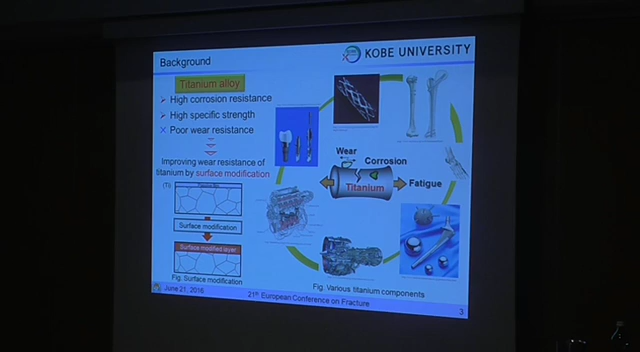 Background
KOBE UNIVERSITY
Titanium alloy
High corrosion resistance
High specific strength
Poor wear resistance
Improving wear resistance of
titanium by surface modification
(Ti)
Surface modification
Surface modified layer
Fig. Surface modification
Wear
Corrosion
Titanium
Fatigue
Fig. Various titanium components
June 21, 2016
21th European Conference on Fracture
3